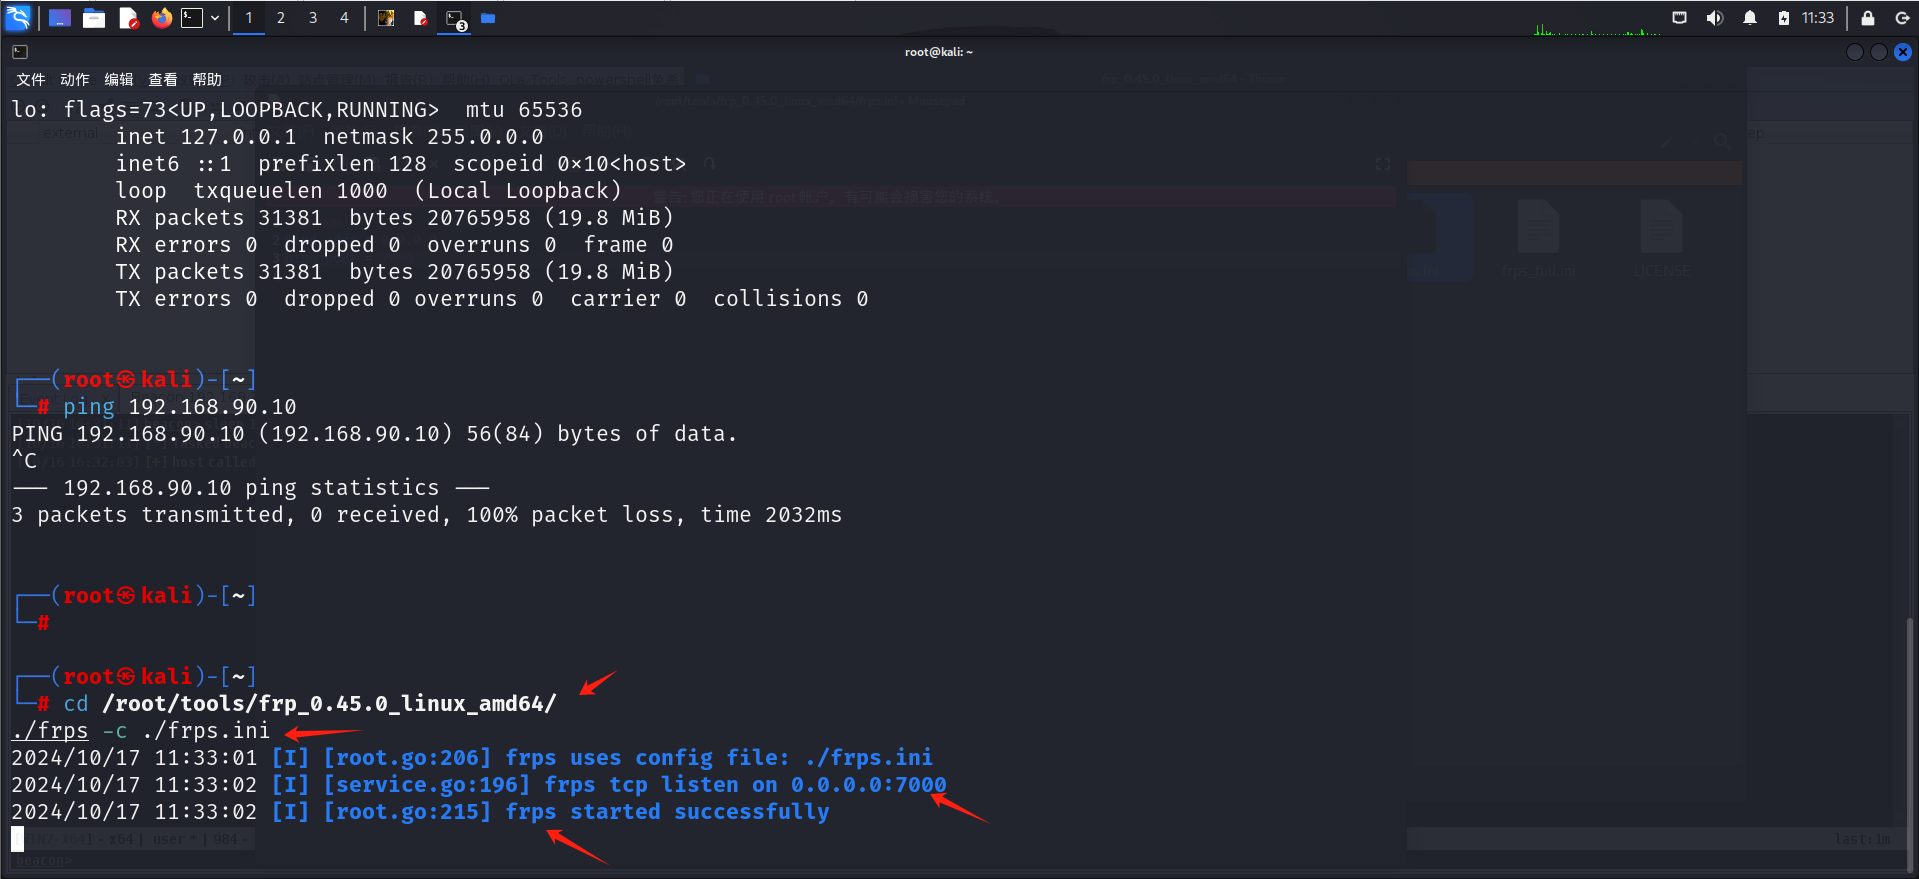 1 2 3 4
3
11:33
root@kali: ~
文件 动作 编辑 查看 帮助
lo: flags=73<UP,LOOPBACK,RUNNING>  mtu 65536
        inet 127.0.0.1  netmask 255.0.0.0
        inet6 ::1  prefixlen 128  scopeid 0×10<host>
        loop  txqueuelen 1000  (Local Loopback)
        RX packets 31381  bytes 20765958 (19.8 MiB)
        RX errors 0  dropped 0  overruns 0  frame 0
        TX packets 31381  bytes 20765958 (19.8 MiB)
        TX errors 0  dropped 0 overruns 0  carrier 0  collisions 0
┌──(root㉿kali)-[~]
└─# ping 192.168.90.10
PING 192.168.90.10 (192.168.90.10) 56(84) bytes of data.
^C
--- 192.168.90.10 ping statistics ---
3 packets transmitted, 0 received, 100% packet loss, time 2032ms
┌──(root㉿kali)-[~]
└─#
┌──(root㉿kali)-[~]
└─# cd /root/tools/frp_0.45.0_linux_amd64/
./frps -c ./frps.ini
2024/10/17 11:33:01 [I] [root.go:206] frps uses config file: ./frps.ini
2024/10/17 11:33:02 [I] [service.go:196] frps tcp listen on 0.0.0.0:7000
2024/10/17 11:33:02 [I] [root.go:215] frps started successfully
external
frps_full.ini
LICENSE
beacon>